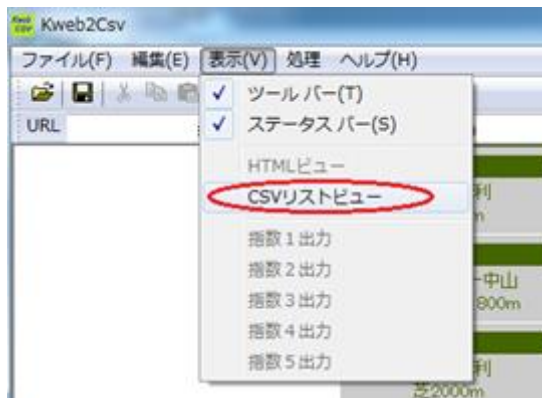 Kweb2Csv
ファイル(F) 編集(E) 表示(V) 処理 ヘルプ(H)
ツール バー(T)
URL
ステータス バー(S)
HTMLビュー
CSVリストビュー
利
m
指数1出力
指数2出力
中山
指数3出力
800m
指数4出力
指数5出力
利
芝2000m